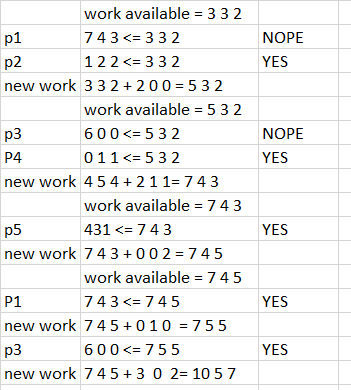 work available = 3 3 2
p1 7 4 3 <= 3 3 2 NOPE
p2 1 2 2 <= 3 3 2 YES
new work 3 3 2 + 2 0 0 = 5 3 2
work available = 5 3 2
p3 6 0 0 <= 5 3 2 NOPE
P4 0 1 1 <= 5 3 2 YES
new work 4 5 4 + 2 1 1= 7 4 3
work available = 7 4 3
p5 431 <= 7 4 3 YES
new work 7 4 3 + 0 0 2 = 7 4 5
work available = 7 4 5
P1 7 4 3 <= 7 4 5 YES
new work 7 4 5 + 0 1 0 = 7 5 5
p3 6 0 0 <= 7 5 5 YES
new work 7 4 5 + 3 0 2= 10 5 7